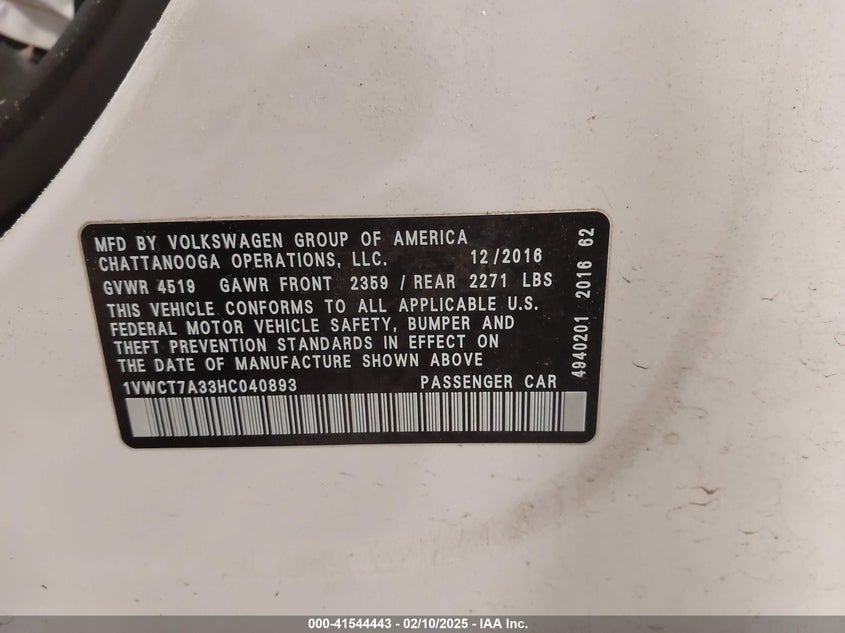 MFD BY VOLKSWAGEN GROUP OF AMERICA
CHATTANOOGA OPERATIONS, LLC. 12/2016
GVWR 4519 GAWR FRONT 2359 / REAR 2271 LBS
THIS VEHICLE CONFORMS TO ALL APPLICABLE U.S.
FEDERAL MOTOR VEHICLE SAFETY, BUMPER AND
THEFT PREVENTION STANDARDS IN EFFECT ON
THE DATE OF MANUFACTURE SHOWN ABOVE
1VWCT7A33HC040893 PASSENGER CAR
4940201 2016 62
000-41544443 - 02/10/2025 - IAA Inc.